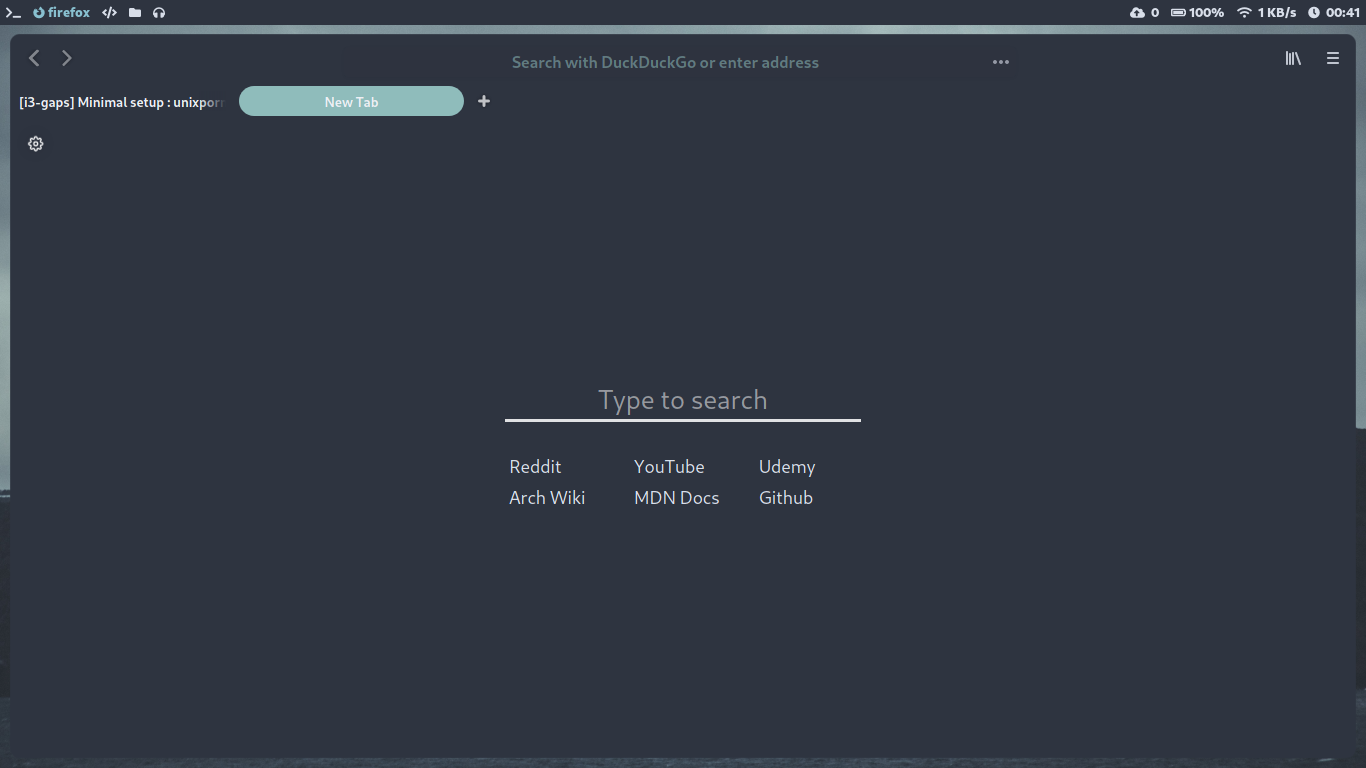 firefox
0 100% 1 KB/s 00:41
Search with DuckDuckGo or enter address
[i3-gaps] Minimal setup : unixporn New Tab
Type to search
Reddit YouTube Udemy
Arch Wiki MDN Docs Github